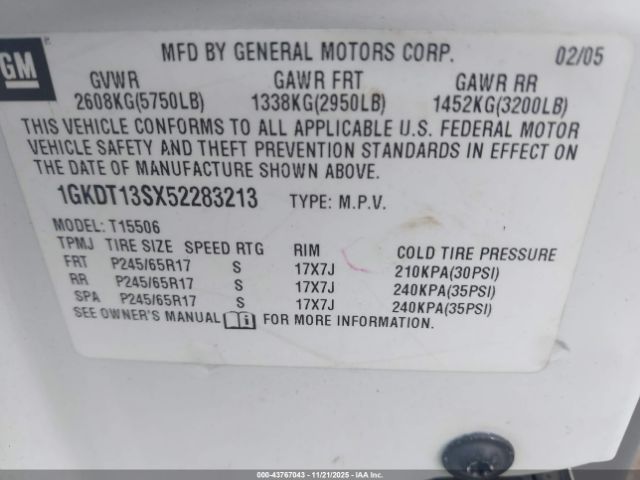 GM
MFD BY GENERAL MOTORS CORP. 02/05
GVWR GAWR FRT GAWR RR
2608KG(5750LB) 1338KG(2950LB) 1452KG(3200LB)
THIS VEHICLE CONFORMS TO ALL APPLICABLE U.S. FEDERAL MOTOR
VEHICLE SAFETY AND THEFT PREVENTION STANDARDS IN EFFECT ON
THE DATE OF MANUFACTURE SHOWN ABOVE.
1GKDT13SX52283213 TYPE: M.P.V.
MODEL: T15506
TPMJ TIRE SIZE SPEED RTG RIM COLD TIRE PRESSURE
FRT P245/65R17 S 17X7J 210KPA(30PSI)
RR P245/65R17 S 17X7J 240KPA(35PSI)
SPA P245/65R17 S 17X7J 240KPA(35PSI)
SEE OWNER'S MANUAL FOR MORE INFORMATION.
000-43767043 - 11/21/2025 - IAAI.COM